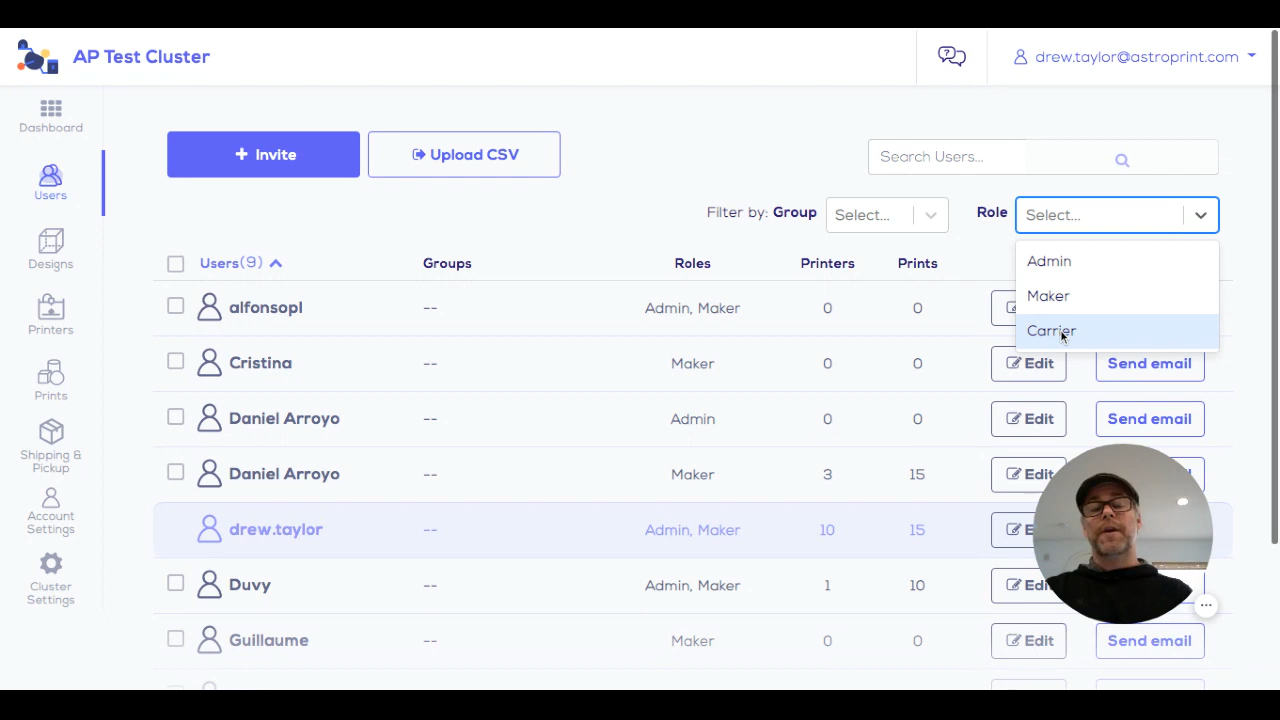 AP Test Cluster
drew.taylor@astroprint.com
Dashboard
Users
Designs
Printers
Prints
Shipping &
Pickup
Account
Settings
Cluster
Settings
+ Invite
Upload CSV
Search Users...
Filter by: Group Select... Role Select...
Admin
Maker
Carrier
Users(9) Groups Roles Printers Prints
alfonsopl -- Admin, Maker 0 0
Cristina -- Maker 0 0 Edit Send email
Daniel Arroyo -- Admin 0 0 Edit Send email
Daniel Arroyo -- Maker 3 15 Edit
drew.taylor -- Admin, Maker 10 15
Duvy -- Admin, Maker 1 10 Edit
Guillaume -- Maker 0 0 Edit Send email